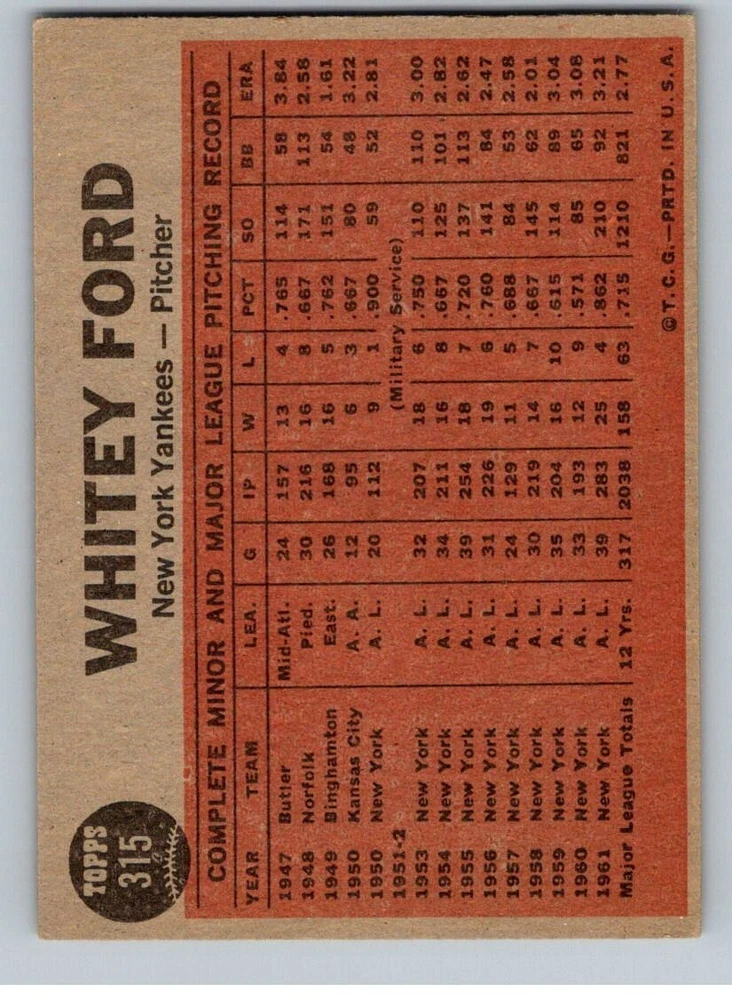 TOPPS
315
WHITEY FORD
New York Yankees — Pitcher
COMPLETE MINOR AND MAJOR LEAGUE PITCHING RECORD
YEAR TEAM LEA. G IP W L PCT SO BB ERA
1947 Butler Mid-Atl. 24 157 13 4 .765 114 58 3.84
1948 Norfolk Pied. 30 216 16 8 .667 171 113 2.58
1949 Binghamton East. 26 168 16 5 .762 151 54 1.61
1950 Kansas City A. A. 12 95 6 3 .667 80 48 3.22
1950 New York A. L. 20 112 9 1 .900 59 52 2.81
1951-2 (Military Service)
1953 New York A. L. 32 207 18 6 .750 110 110 3.00
1954 New York A. L. 34 211 16 8 .667 125 101 2.82
1955 New York A. L. 39 254 18 7 .720 137 113 2.62
1956 New York A. L. 31 226 19 6 .760 141 84 2.47
1957 New York A. L. 24 129 11 5 .688 84 53 2.58
1958 New York A. L. 30 219 14 7 .667 145 62 2.01
1959 New York A. L. 35 204 16 10 .615 114 89 3.04
1960 New York A. L. 33 193 12 9 .571 85 65 3.08
1961 New York A. L. 39 283 25 4 .862 210 92 3.21
Major League Totals 12 Yrs. 317 2038 158 63 .715 1210 821 2.77
© T. C. G. — PRTD. IN U. S. A.